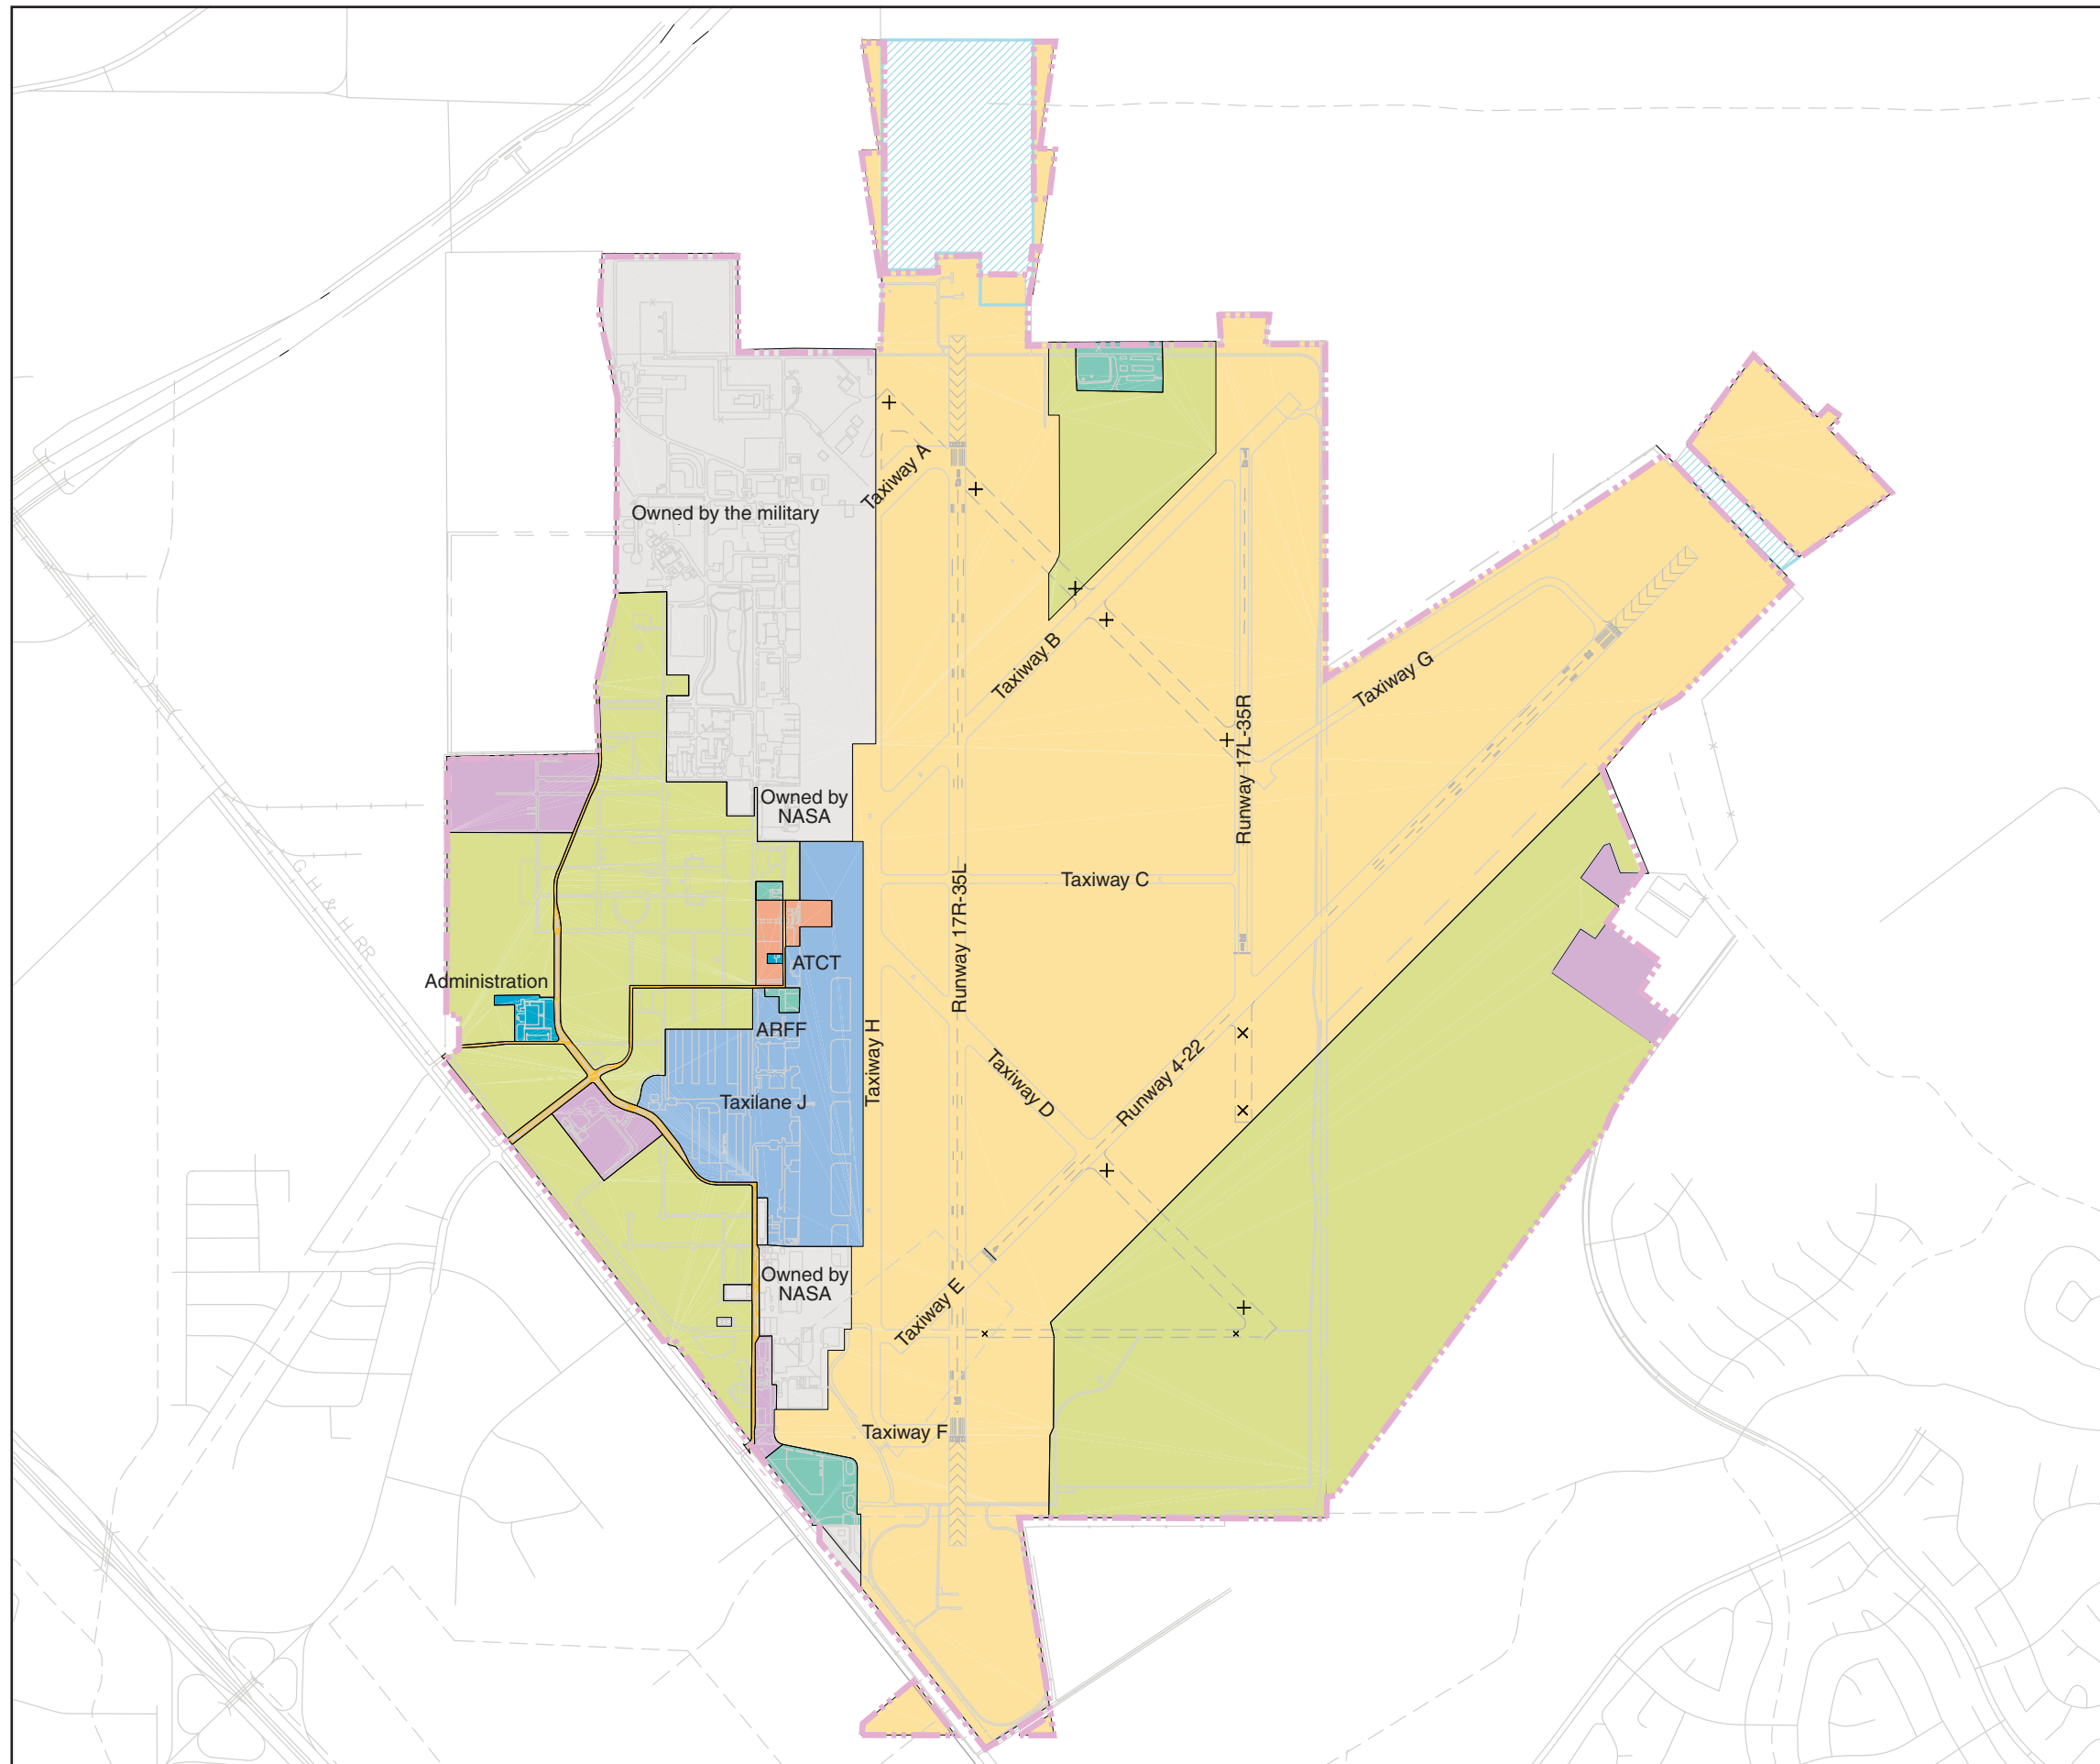 Taxiway A
Owned by the military
Taxiway B
Taxiway G
Runway 17L-35R
Owned by
NASA
Taxiway C
Runway 17R-35L
G H & H RR
ATCT
Administration
ARFF
Taxiway H
Taxiway D
Runway 4-22
Taxilane J
Owned by
NASA
Taxiway E
Taxiway F